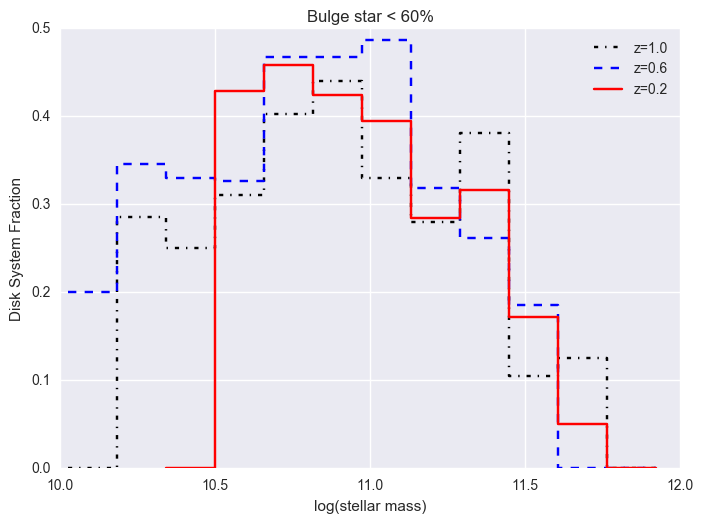 Bulge star < 60%
z=1.0
z=0.6
z=0.2
Disk System Fraction
0.5
0.4
0.3
0.2
0.1
0.0
10.0 10.5 11.0 11.5 12.0
log(stellar mass)